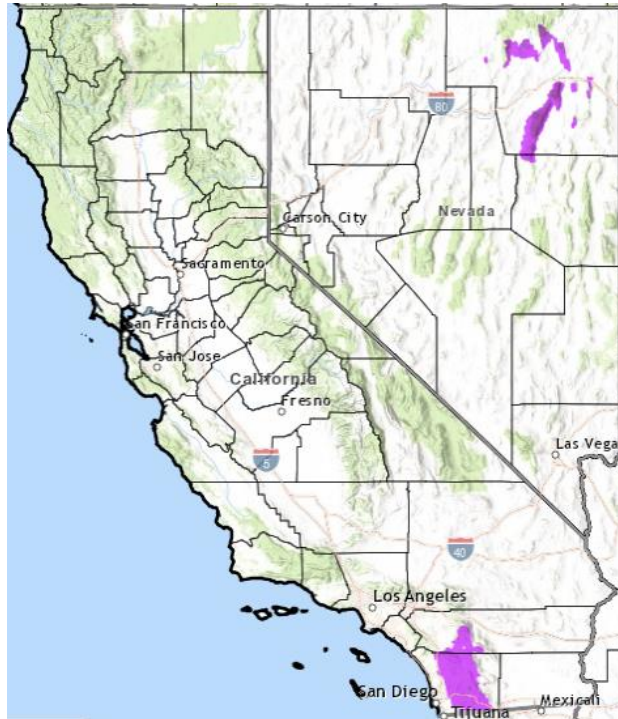 80
Carson City
Nevada
Sacramento
San Francisco
San Jose
California
Fresno
5
Las Vega
40
Los Angeles
San Diego
Tijuana
Mexicali